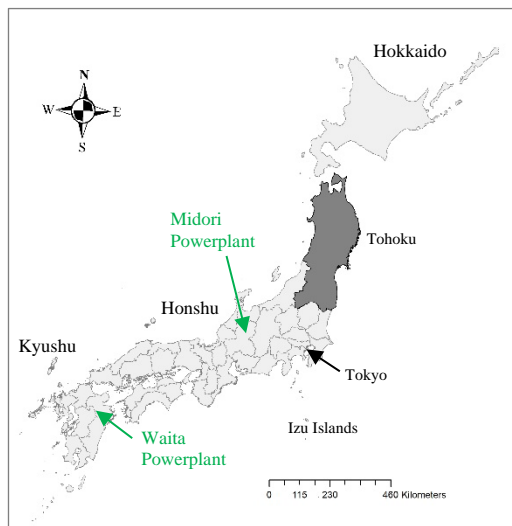 Hokkaido
N
W
E
S
Midori
Powerplant
Tohoku
Honshu
Kyushu
Tokyo
Izu Islands
Waita
Powerplant
0 115 230 460 Kilometers